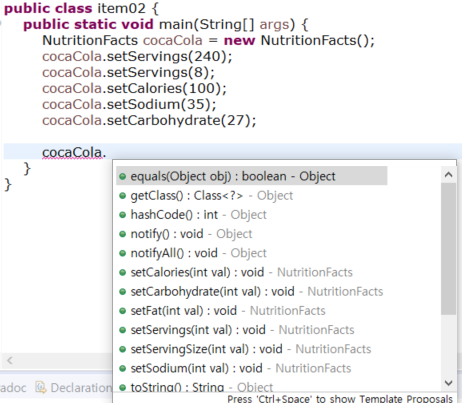 public class item02 {
public static void main(String[] args) {
NutritionFacts cocaCola = new NutritionFacts();
cocaCola.setServings(240);
cocaCola.setServings(8);
cocaCola.setCalories(100);
cocaCola.setSodium(35);
cocaCola.setCarbohydrate(27);
cocaCola.
}
}
equals(Object obj) : boolean - Object
getClass() : Class<?> - Object
hashCode() : int - Object
notify() : void - Object
notifyAll() : void - Object
setCalories(int val) : void - NutritionFacts
setCarbohydrate(int val) : void - NutritionFacts
setFat(int val) : void - NutritionFacts
setServings(int val) : void - NutritionFacts
setServingSize(int val) : void - NutritionFacts
setSodium(int val) : void - NutritionFacts
toString() : String - Object
adoc Declaration
Press 'Ctrl+Space' to show Template Proposals